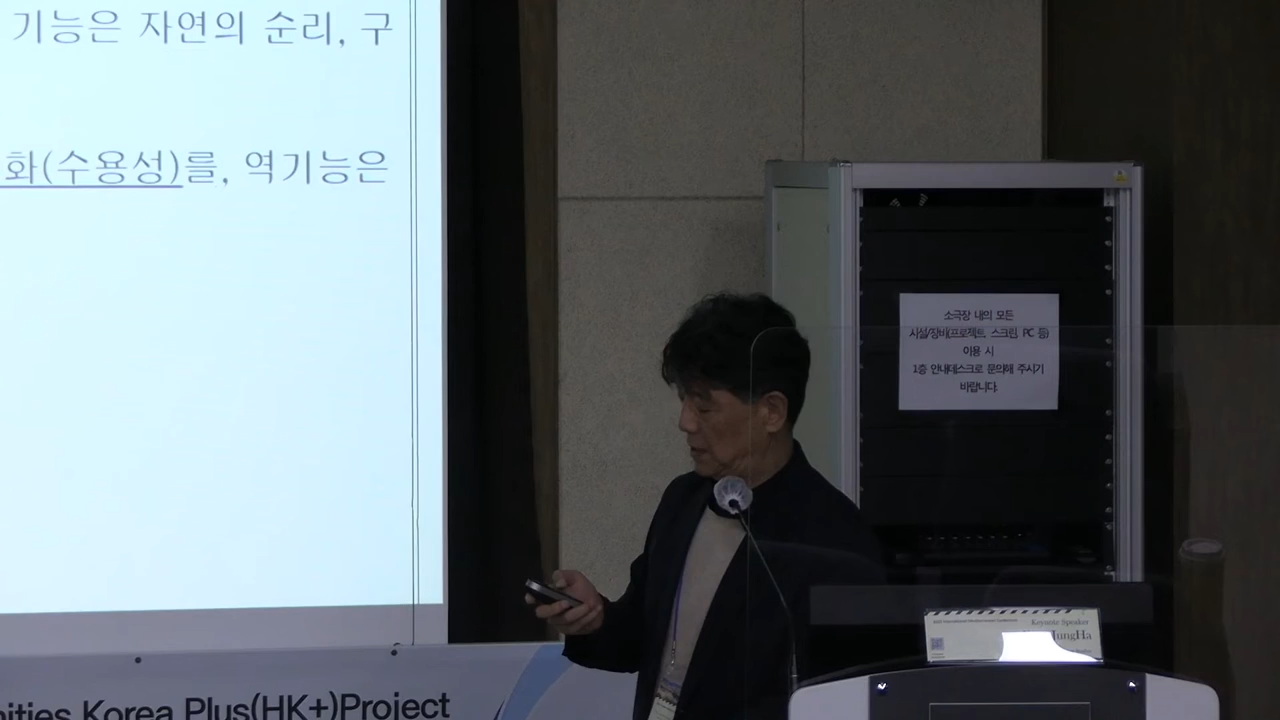 기능은 자연의 순리, 구
화(수용성)를, 역기능은
소극장 내의 모든
시설/장비(프로젝트, 스크린, PC 등)
이용 시
1층 안내데스크로 문의해 주시기
바랍니다.
Keynote Speaker
JungHa
Korea Plus(HK+)Project